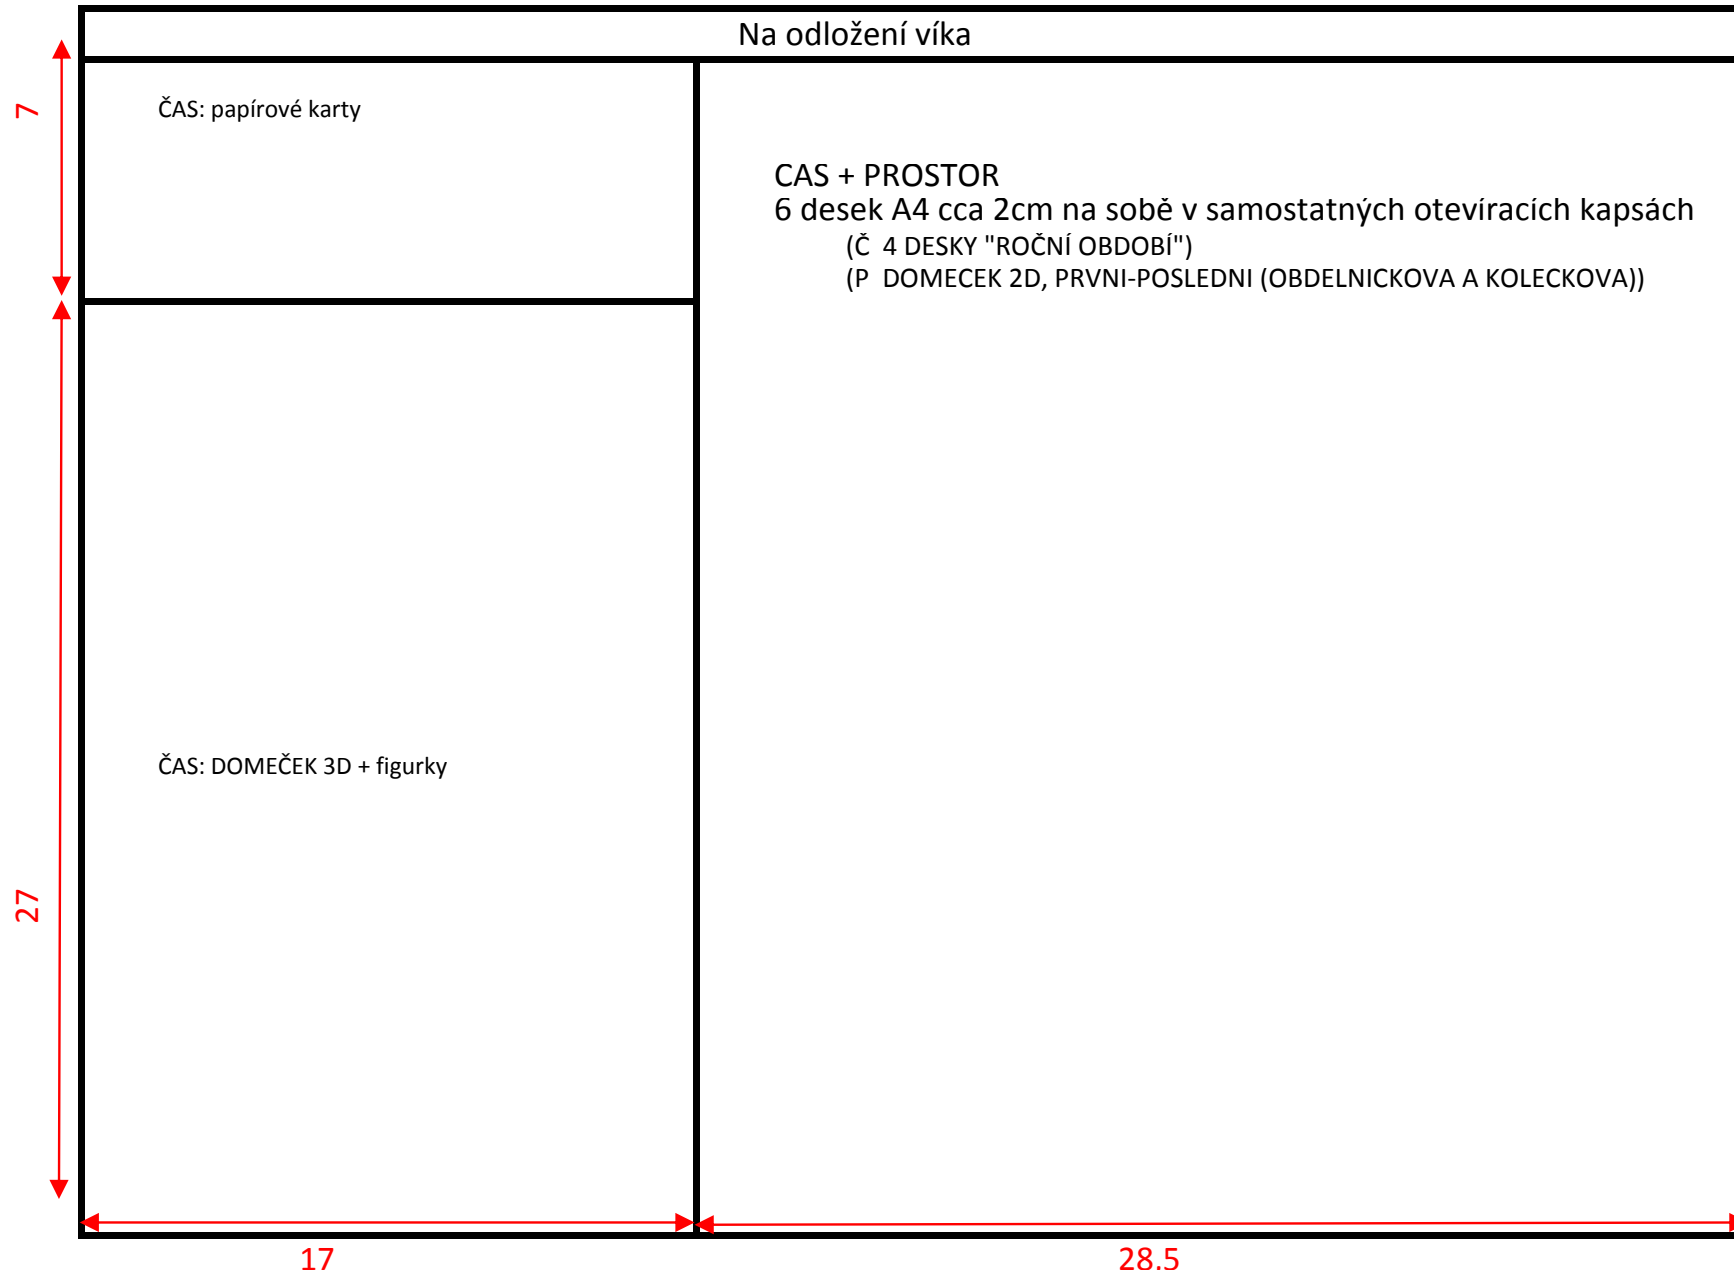 Na odložení víka
7
ČAS: papírové karty
CAS + PROSTOR
6 desek A4 cca 2cm na sobě v samostatných otevíracích kapsách
(Č  4 DESKY "ROČNÍ OBDOBÍ")
(P  DOMECEK 2D, PRVNI-POSLEDNI (OBDELNICKOVA A KOLECKOVA))
ČAS: DOMEČEK 3D + figurky
27
17
28.5